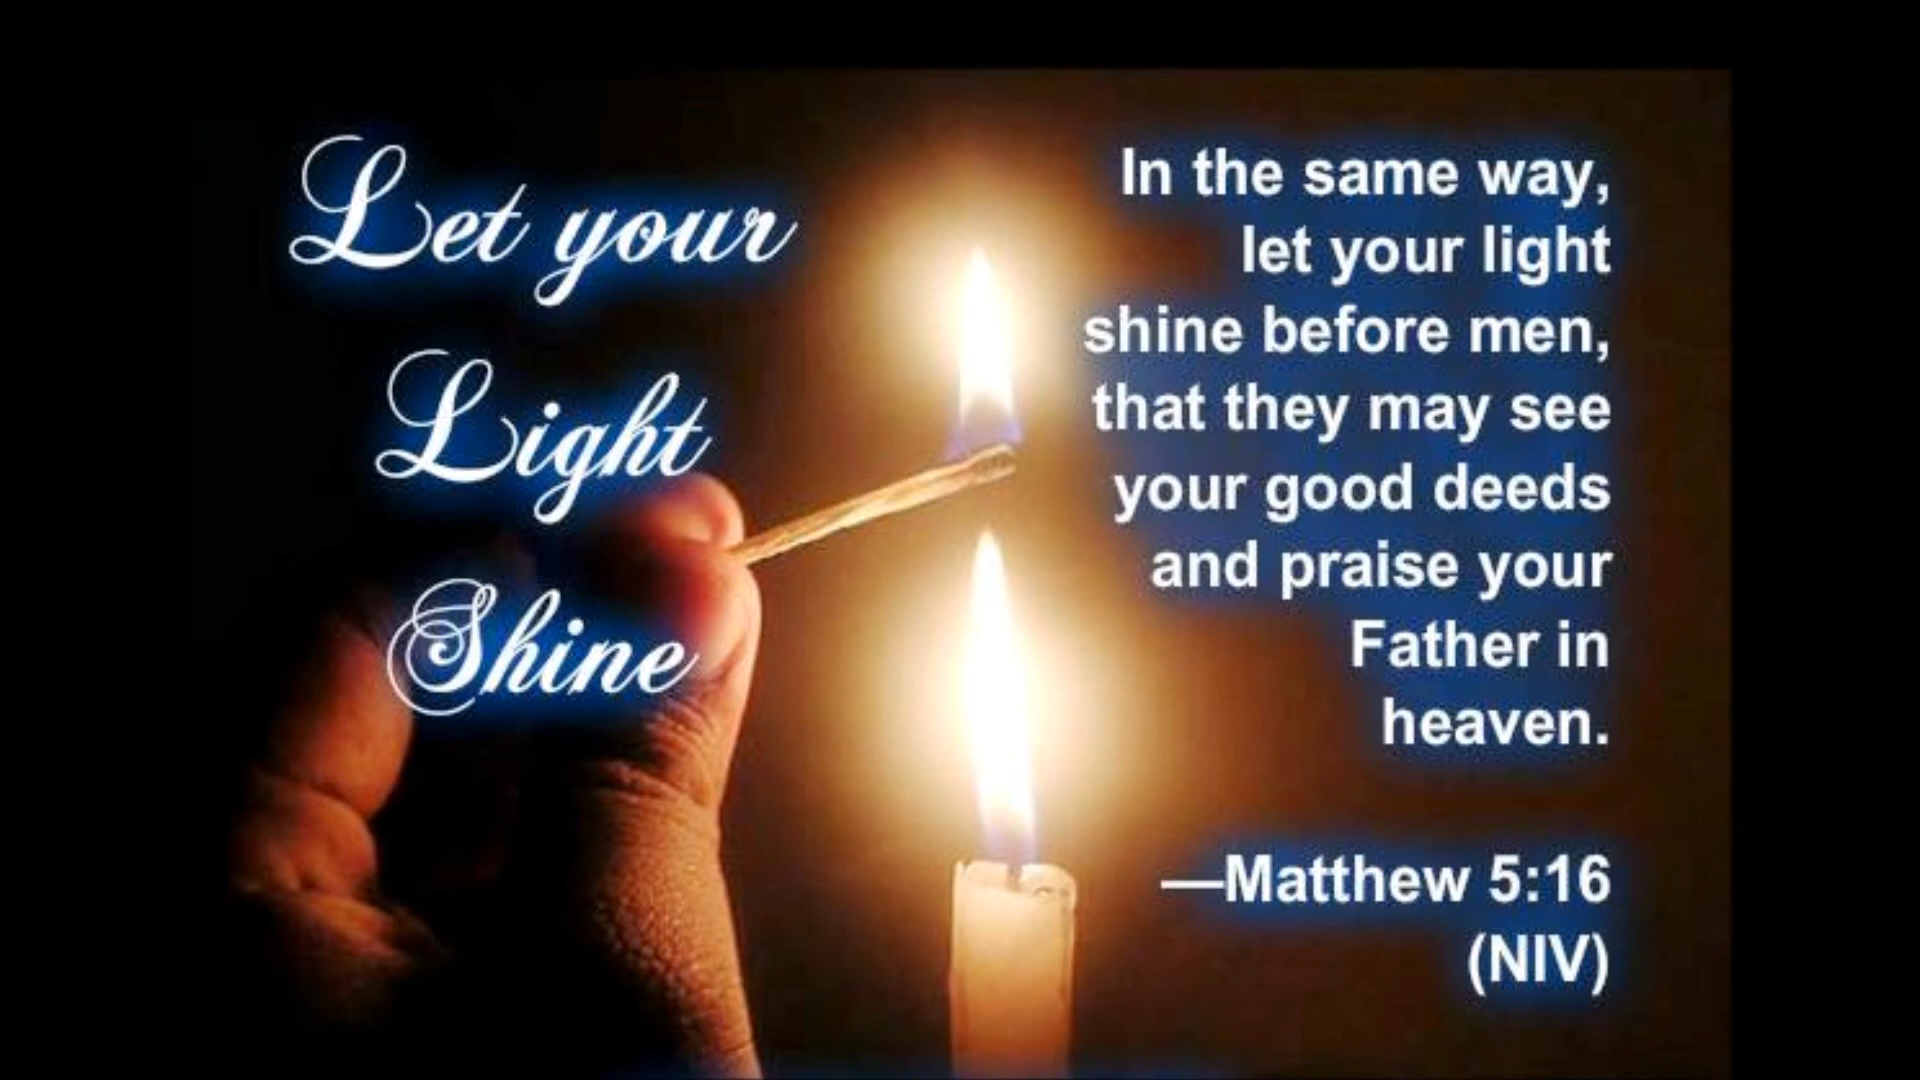 Let your
Light
Shine
In the same way,
let your light
shine before men,
that they may see
your good deeds
and praise your
Father in
heaven.
—Matthew 5:16
(NIV)